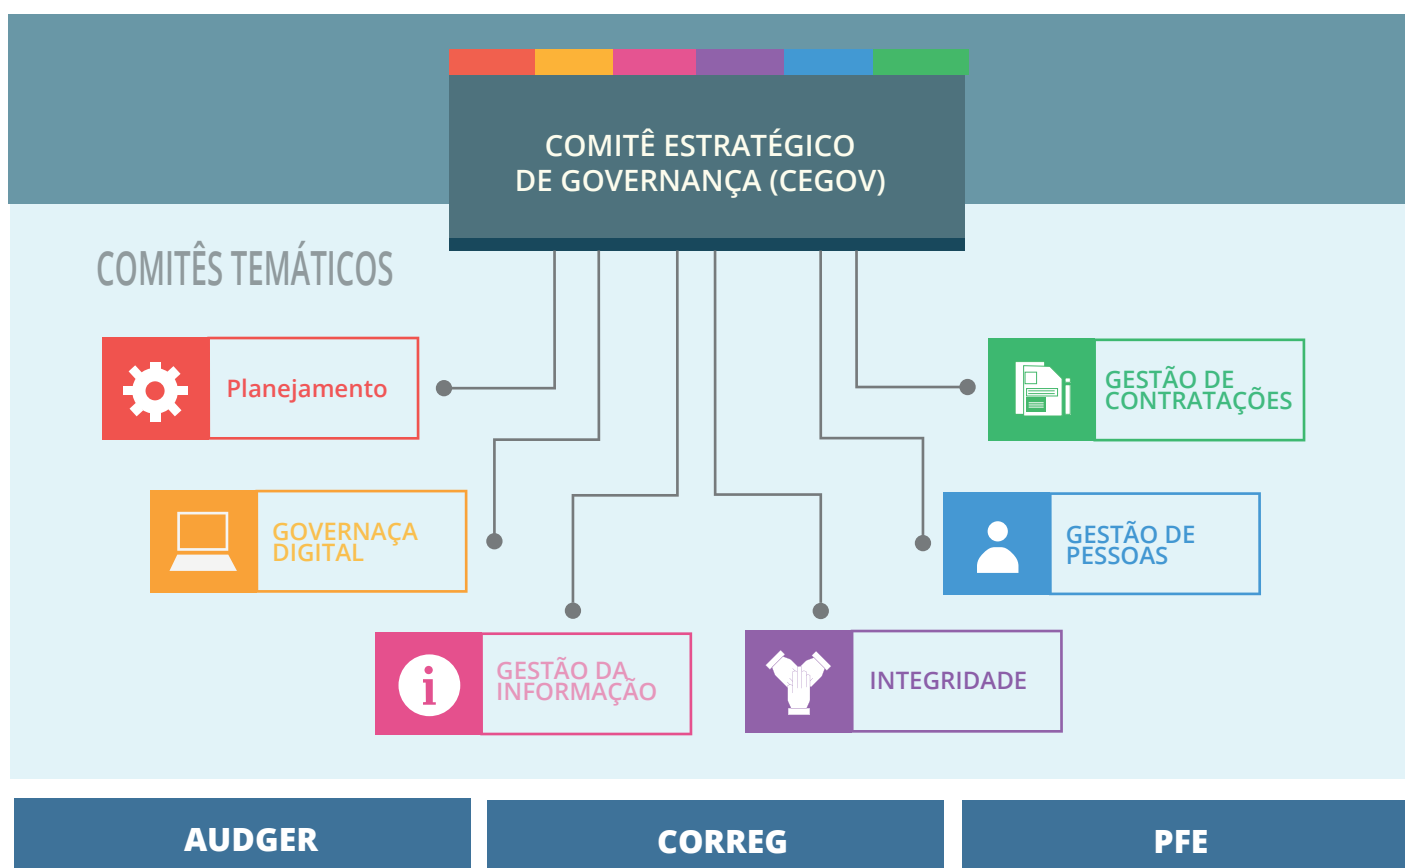 COMITÊ ESTRATÉGICO
DE GOVERNANÇA (CEGOV)
COMITÊS TEMÁTICOS
Planejamento
GESTÃO DE
CONTRATAÇÕES
GOVERNAÇA
DIGITAL
GESTÃO DE
PESSOAS
GESTÃO DA
INFORMAÇÃO
INTEGRIDADE
AUDGER
CORREG
PFE